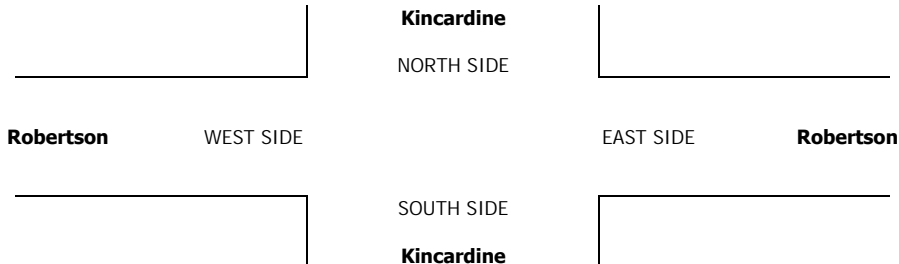 Kincardine
NORTH SIDE
Robertson WEST SIDE EAST SIDE Robertson
SOUTH SIDE
Kincardine